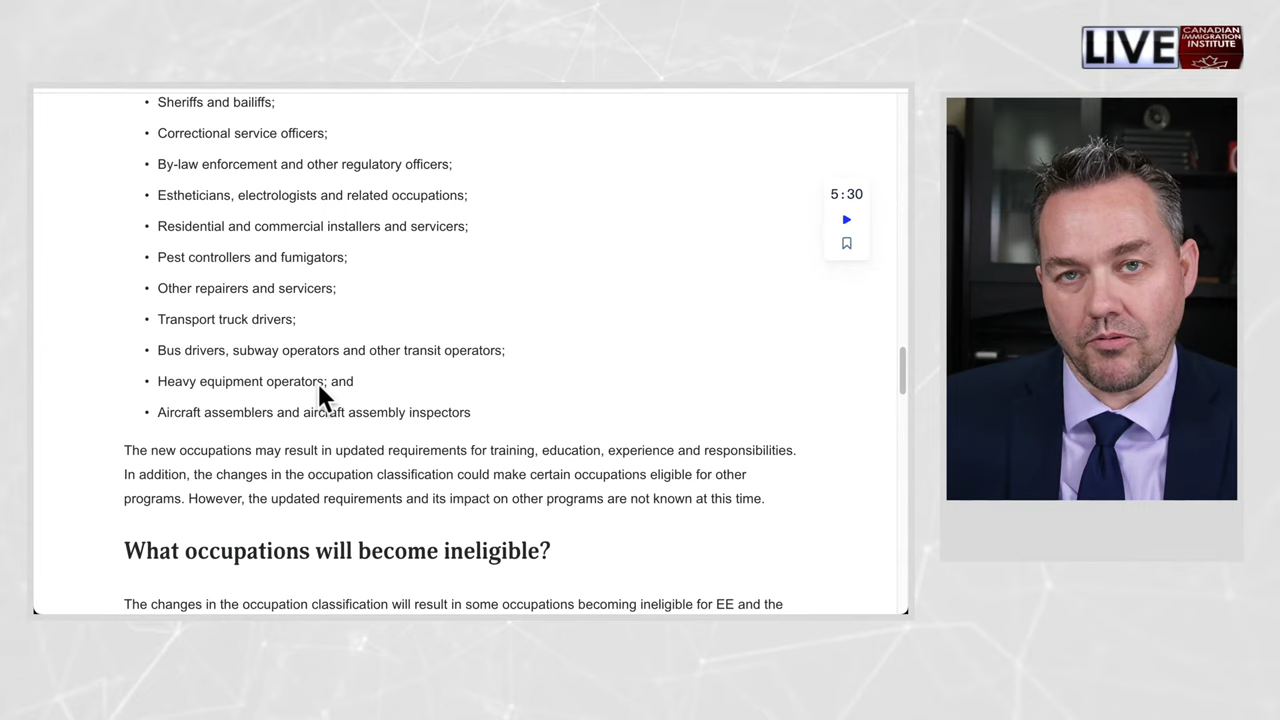 LIVE
CANADIAN
IMMIGRATION
INSTITUTE
• Sheriffs and bailiffs;
• Correctional service officers;
• By-law enforcement and other regulatory officers;
• Estheticians, electrologists and related occupations;
• Residential and commercial installers and servicers;
• Pest controllers and fumigators;
• Other repairers and servicers;
• Transport truck drivers;
• Bus drivers, subway operators and other transit operators;
• Heavy equipment operators; and
• Aircraft assemblers and aircraft assembly inspectors
5:30
The new occupations may result in updated requirements for training, education, experience and responsibilities.
In addition, the changes in the occupation classification could make certain occupations eligible for other
programs. However, the updated requirements and its impact on other programs are not known at this time.
What occupations will become ineligible?
The changes in the occupation classification will result in some occupations becoming ineligible for EE and the